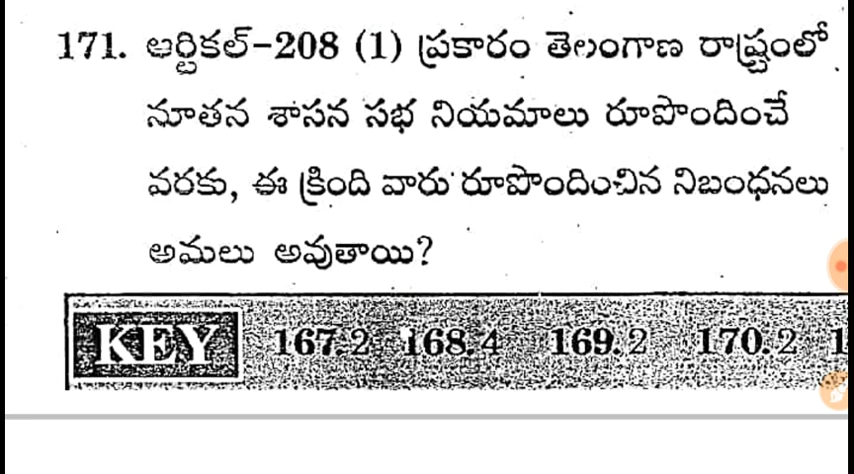 171. ఆర్టికల్-208 (1) ప్రకారం తెలంగాణ రాష్ట్రంలో
నూతన శాసన సభ నియమాలు రూపొందించే
వరకు, ఈ క్రింది వారు రూపొందించిన నిబంధనలు
అమలు అవుతాయి?
KEY 167.2 168.4 169.2 170.2 1